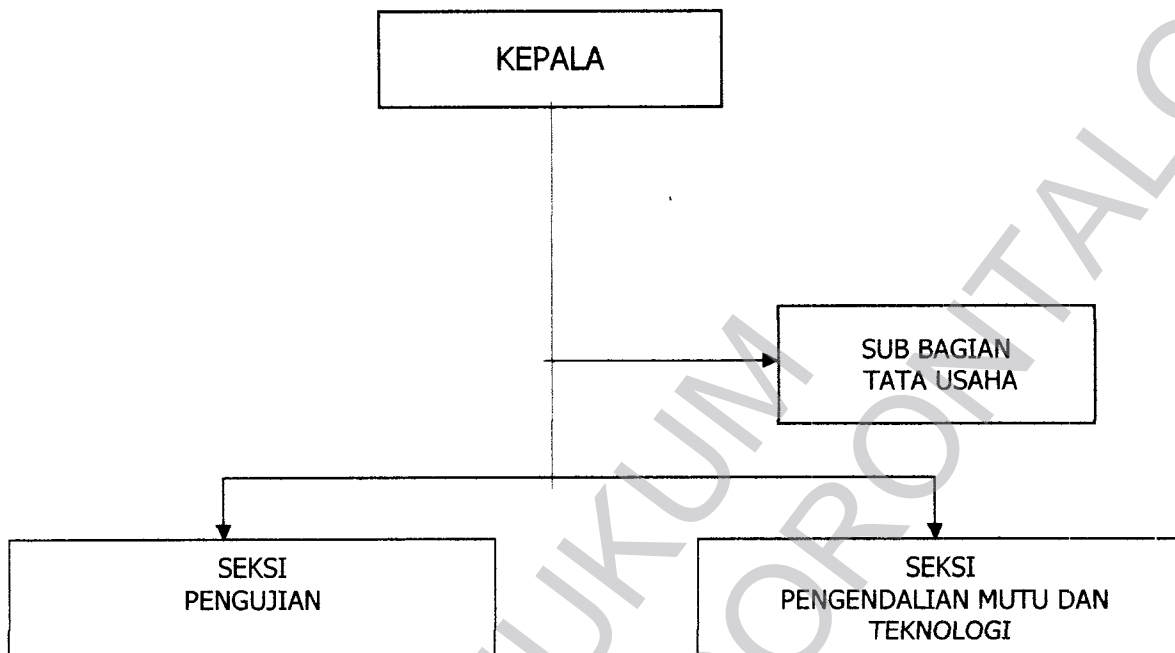 KEPALA
SUB BAGIAN
TATA USAHA
SEKSI
PENGUJIAN
SEKSI
PENGENDALIAN MUTU DAN
TEKNOLOGI